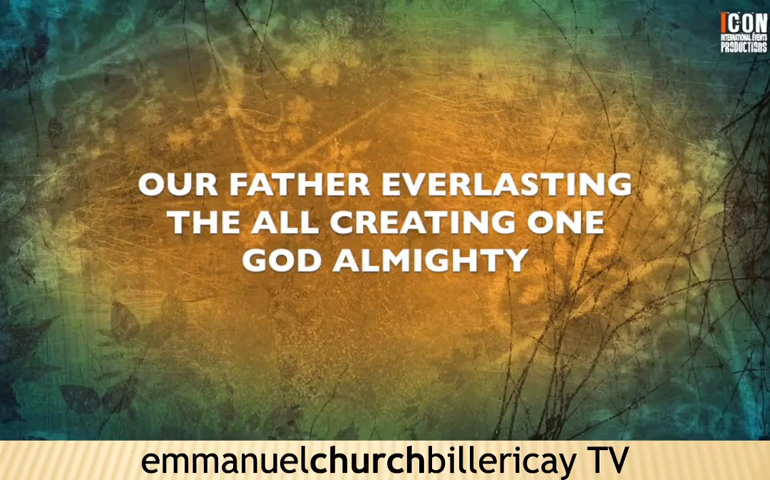 ICON
INTERNATIONAL EVENTS
PRODUCTIONS
OUR FATHER EVERLASTING
THE ALL CREATING ONE
GOD ALMIGHTY
emmanuelchurchbillericay TV